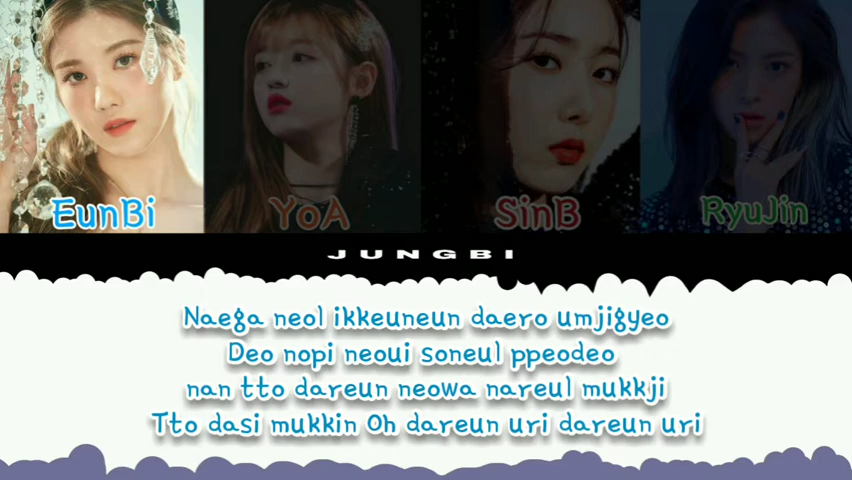 EunBi
YoA
SinB
RyuJin
JUNGBI
Naega neol ikkeuneun daero umjigyeo
Deo nopi neoui soneul ppeodeo
nan tto dareun neowa nareul mukkji
Tto dasi mukkin Oh dareun uri dareun uri